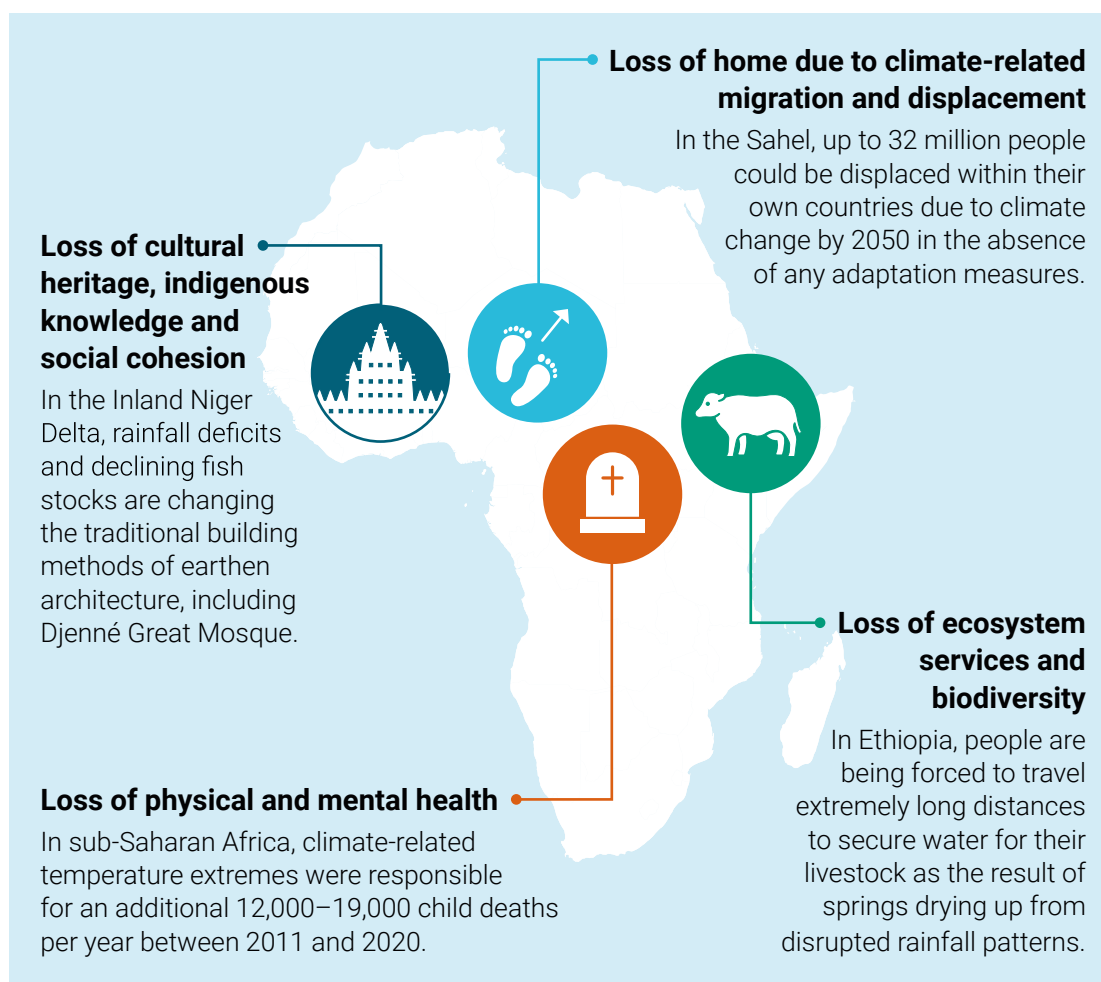 Loss of home due to climate-related
migration and displacement
In the Sahel, up to 32 million people
could be displaced within their
own countries due to climate
change by 2050 in the absence
of any adaptation measures.
Loss of cultural
heritage, indigenous
knowledge and
social cohesion
In the Inland Niger
Delta, rainfall deficits
and declining fish
stocks are changing
the traditional building
methods of earthen
architecture, including
Djenné Great Mosque.
Loss of ecosystem
services and
biodiversity
In Ethiopia, people are
being forced to travel
extremely long distances
to secure water for their
livestock as the result of
springs drying up from
disrupted rainfall patterns.
Loss of physical and mental health
In sub-Saharan Africa, climate-related
temperature extremes were responsible
for an additional 12,000–19,000 child deaths
per year between 2011 and 2020.